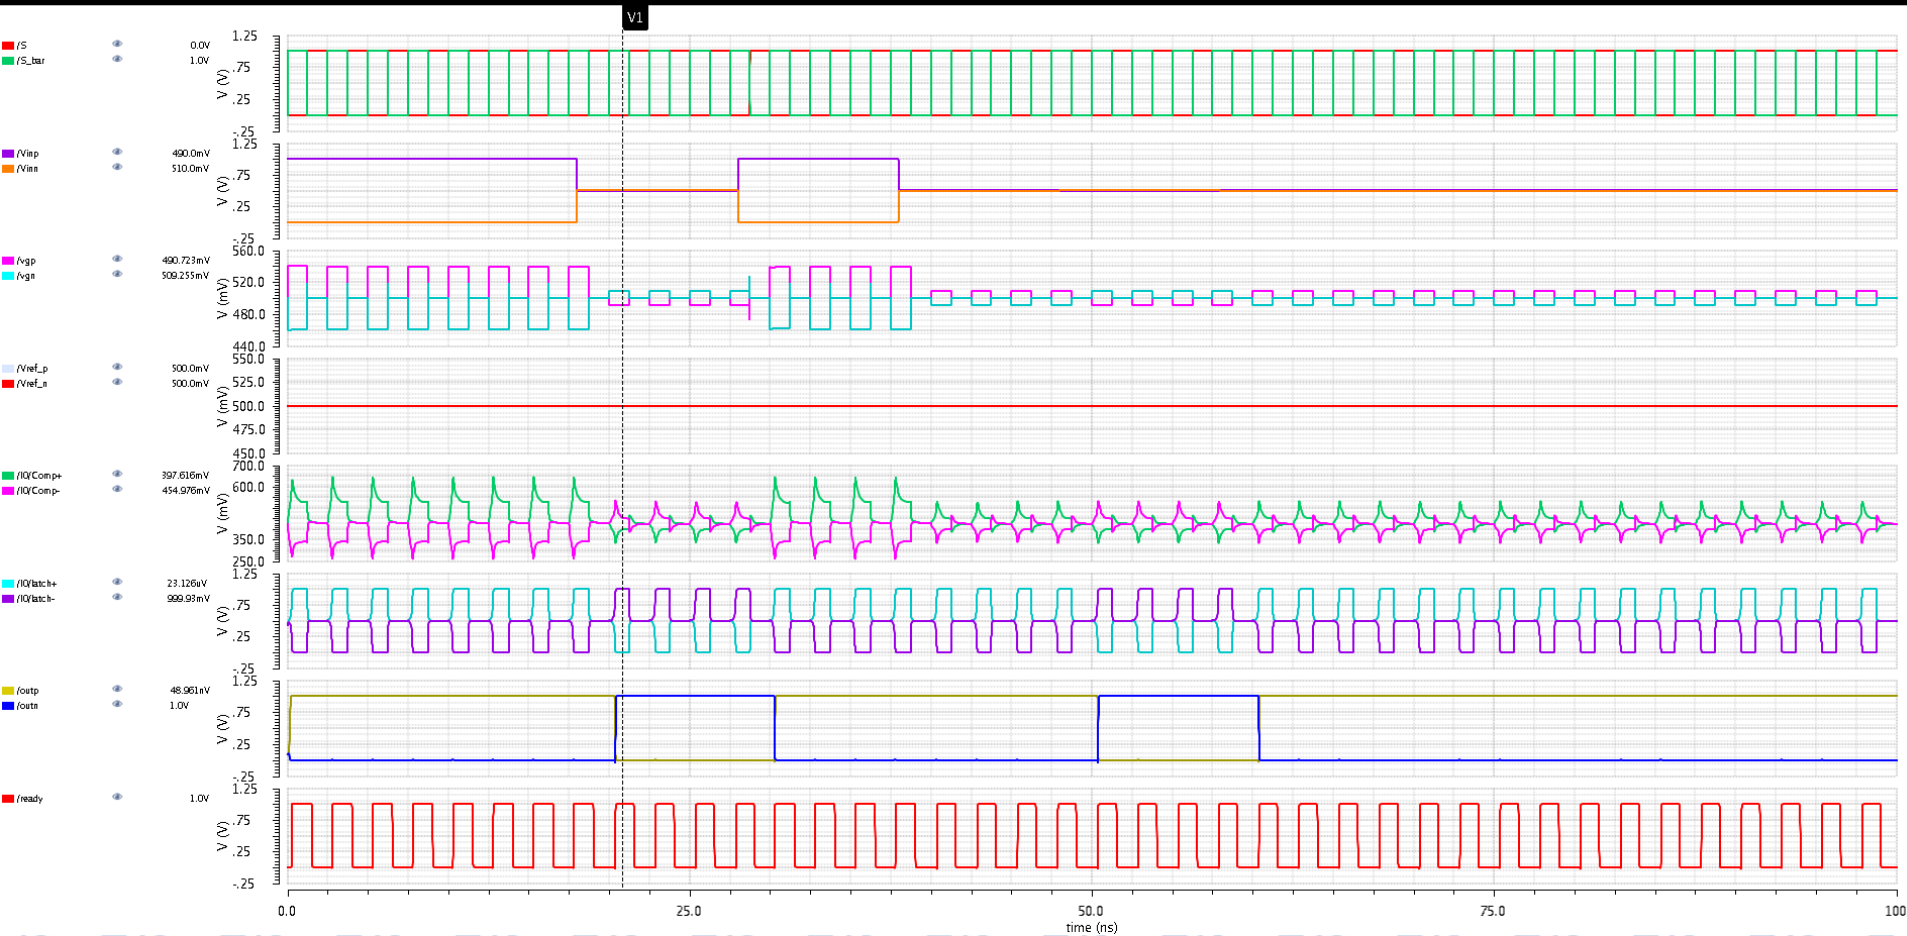 V1
/S 0.0V
/S_bar 1.0V
1.25
.75
.25
-.25
V (V)
/Vinp 490.0mV
/Vinn 510.0mV
1.25
.75
.25
-.25
V (V)
/vgp 490.723mV
/vgn 509.255mV
560.0
520.0
480.0
440.0
V (mV)
/Vref_p 500.0mV
/Vref_n 500.0mV
550.0
525.0
500.0
475.0
450.0
V (mV)
/I0/Comp+ 397.616mV
/I0/Comp- 454.976mV
700.0
600.0
350.0
250.0
V (mV)
/I0/latch+ 23.126uV
/I0/latch- 999.93mV
1.25
.75
.25
-.25
V (V)
/outp 48.961nV
/outn 1.0V
1.25
.75
.25
-.25
V (V)
/ready 1.0V
1.25
.75
.25
-.25
V (V)
0.0 25.0 50.0 75.0 100
time (ns)